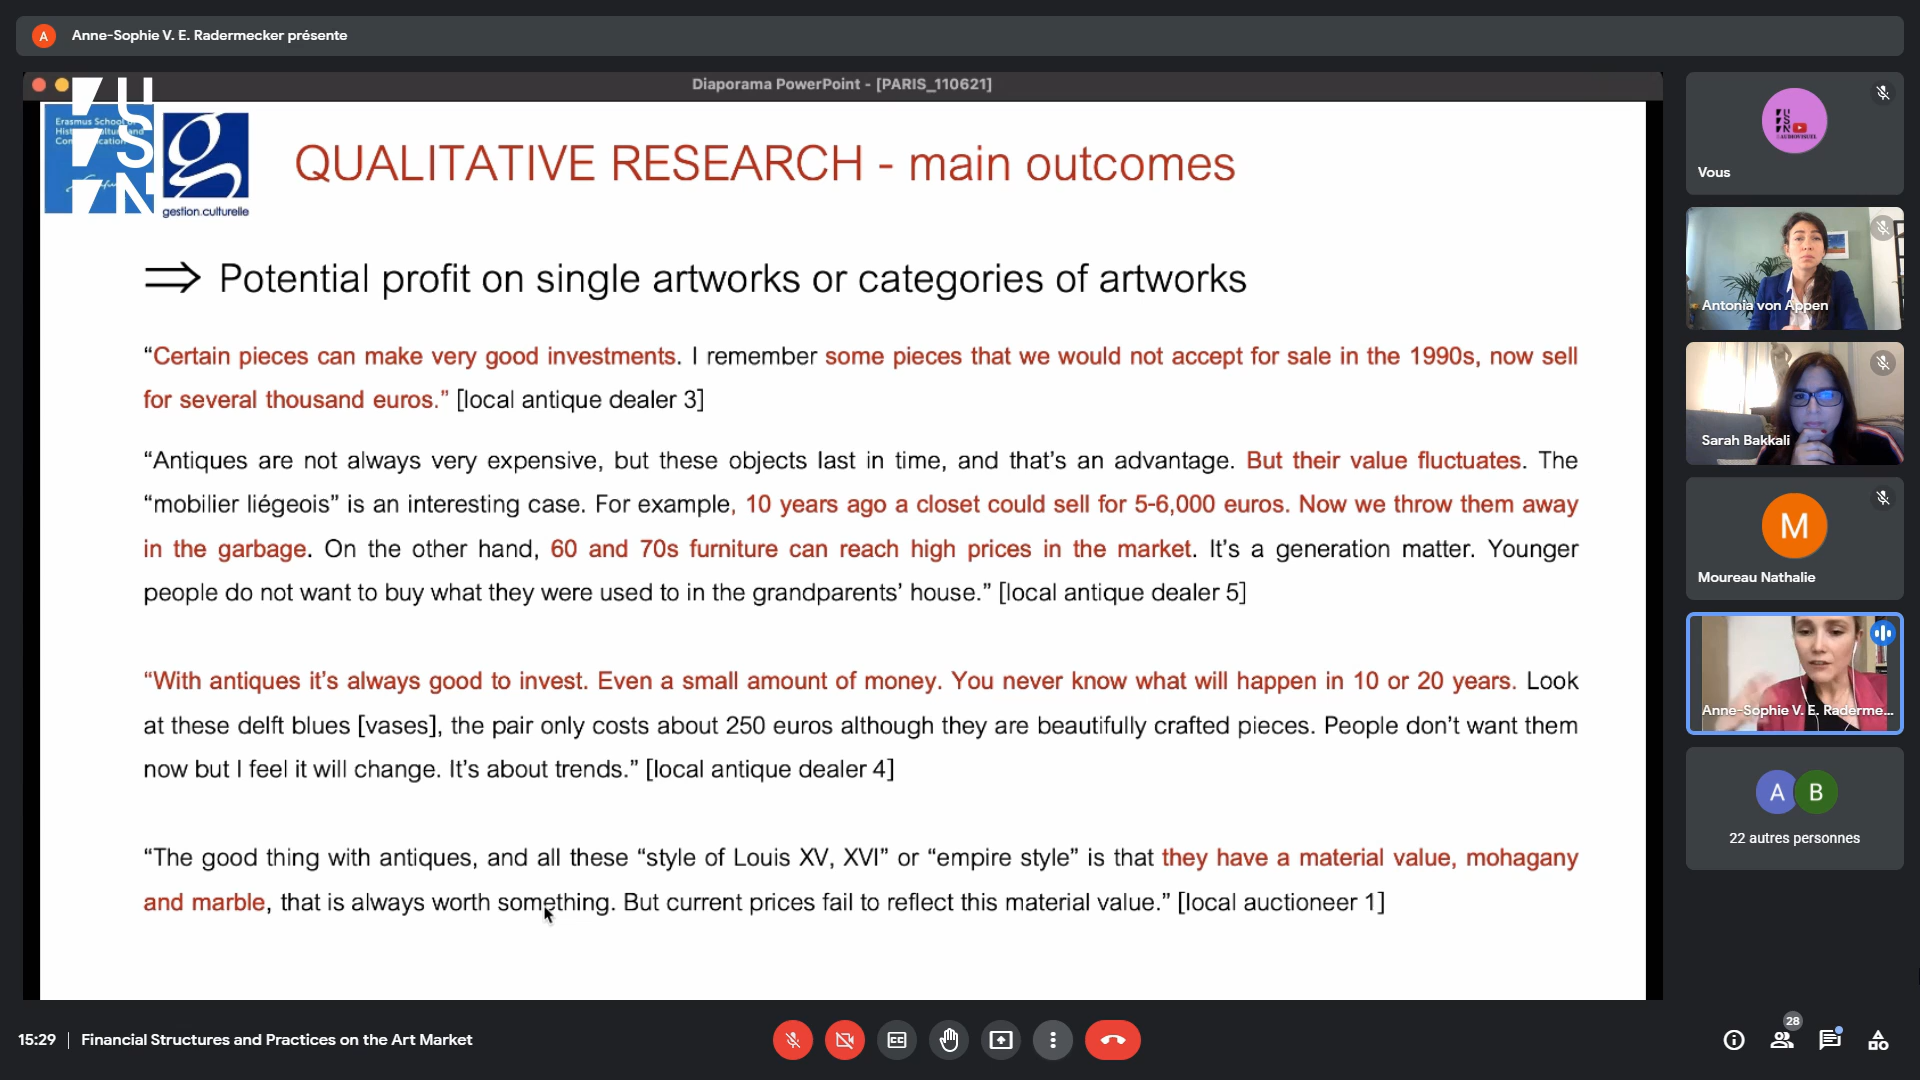 A Anne-Sophie V. E. Radermecker présente
Diaporama PowerPoint - [PARIS_110621]
USN
gestion.culturelle
QUALITATIVE RESEARCH - main outcomes
⇒ Potential profit on single artworks or categories of artworks
“Certain pieces can make very good investments. I remember some pieces that we would not accept for sale in the 1990s, now sell
for several thousand euros.” [local antique dealer 3]
“Antiques are not always very expensive, but these objects last in time, and that’s an advantage. But their value fluctuates. The
“mobilier liégeois” is an interesting case. For example, 10 years ago a closet could sell for 5-6,000 euros. Now we throw them away
in the garbage. On the other hand, 60 and 70s furniture can reach high prices in the market. It’s a generation matter. Younger
people do not want to buy what they were used to in the grandparents’ house.” [local antique dealer 5]
“With antiques it’s always good to invest. Even a small amount of money. You never know what will happen in 10 or 20 years. Look
at these delft blues [vases], the pair only costs about 250 euros although they are beautifully crafted pieces. People don’t want them
now but I feel it will change. It’s about trends.” [local antique dealer 4]
“The good thing with antiques, and all these “style of Louis XV, XVI” or “empire style” is that they have a material value, mohagany
and marble, that is always worth something. But current prices fail to reflect this material value.” [local auctioneer 1]
Vous
Antonia von Appen
Sarah Bakkali
M
Moureau Nathalie
Anne-Sophie V. E. Raderme...
A B
22 autres personnes
15:29 | Financial Structures and Practices on the Art Market
28